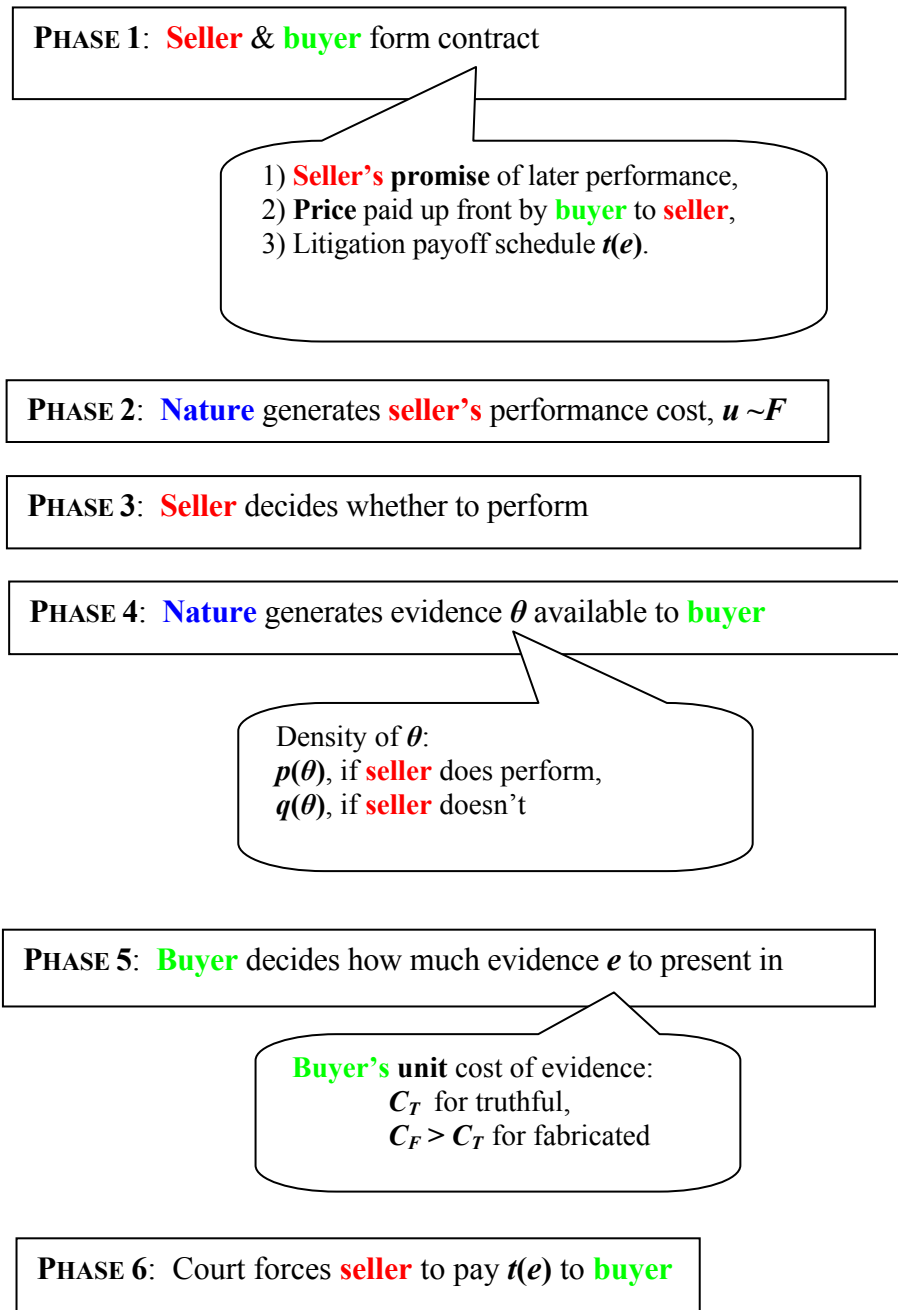 PHASE 1: Seller & buyer form contract
1) Seller's promise of later performance,
2) Price paid up front by buyer to seller,
3) Litigation payoff schedule t(e).
PHASE 2: Nature generates seller's performance cost, u ~F
PHASE 3: Seller decides whether to perform
PHASE 4: Nature generates evidence θ available to buyer
Density of θ:
p(θ), if seller does perform,
q(θ), if seller doesn't
PHASE 5: Buyer decides how much evidence e to present in
Buyer's unit cost of evidence:
C_T for truthful,
C_F > C_T for fabricated
PHASE 6: Court forces seller to pay t(e) to buyer